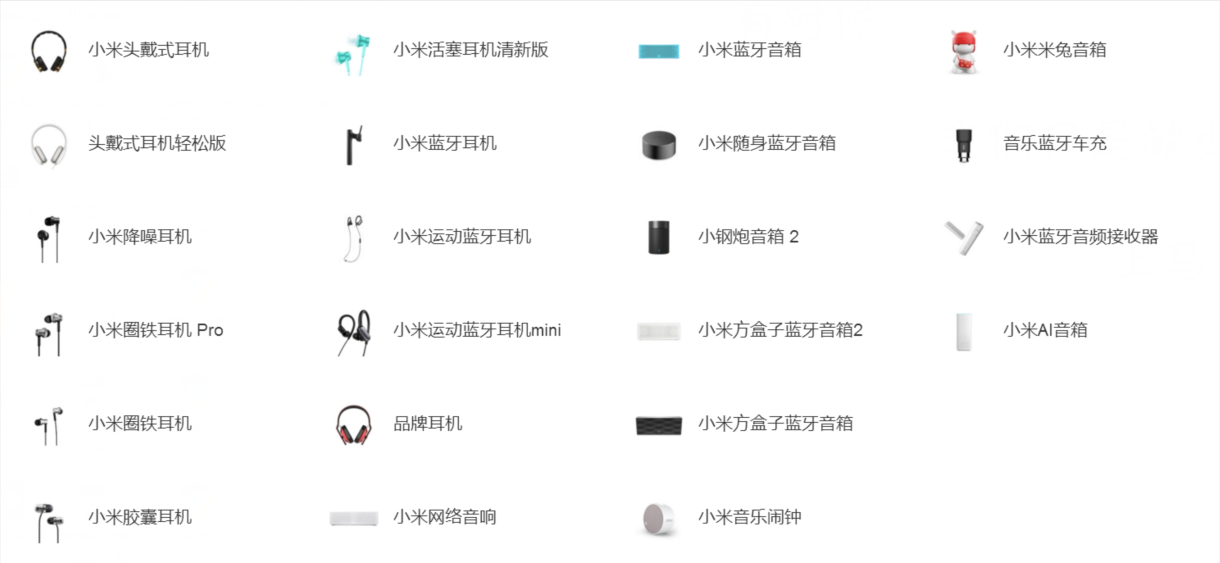 小米头戴式耳机
小米活塞耳机清新版
小米蓝牙音箱
小米米兔音箱
头戴式耳机轻松版
小米蓝牙耳机
小米随身蓝牙音箱
音乐蓝牙车充
小米降噪耳机
小米运动蓝牙耳机
小钢炮音箱 2
小米蓝牙音频接收器
小米圈铁耳机 Pro
小米运动蓝牙耳机mini
小米方盒子蓝牙音箱2
小米AI音箱
小米圈铁耳机
品牌耳机
小米方盒子蓝牙音箱
小米胶囊耳机
小米网络音响
小米音乐闹钟